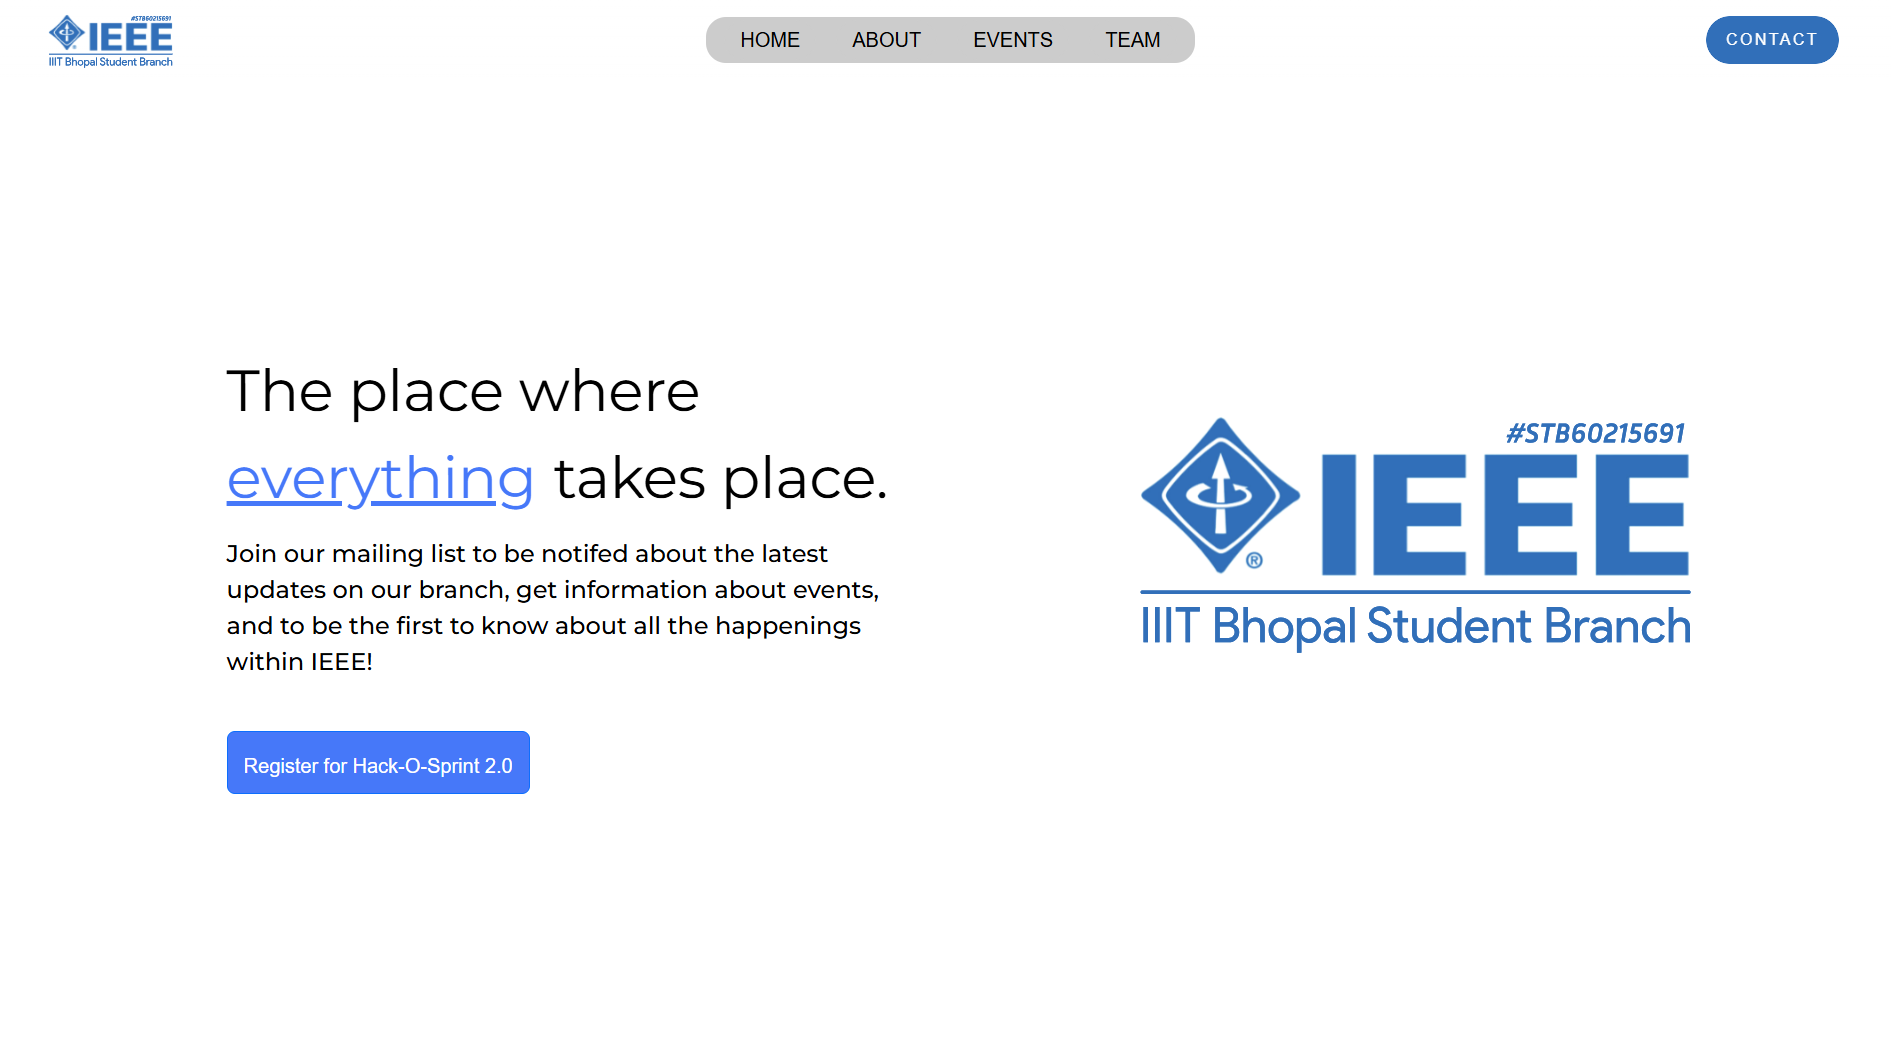 #STB60215691
IEEE
IIIT Bhopal Student Branch
HOME ABOUT EVENTS TEAM
CONTACT
The place where
everything takes place.
Join our mailing list to be notifed about the latest
updates on our branch, get information about events,
and to be the first to know about all the happenings
within IEEE!
Register for Hack-O-Sprint 2.0
#STB60215691
IEEE
®
IIIT Bhopal Student Branch